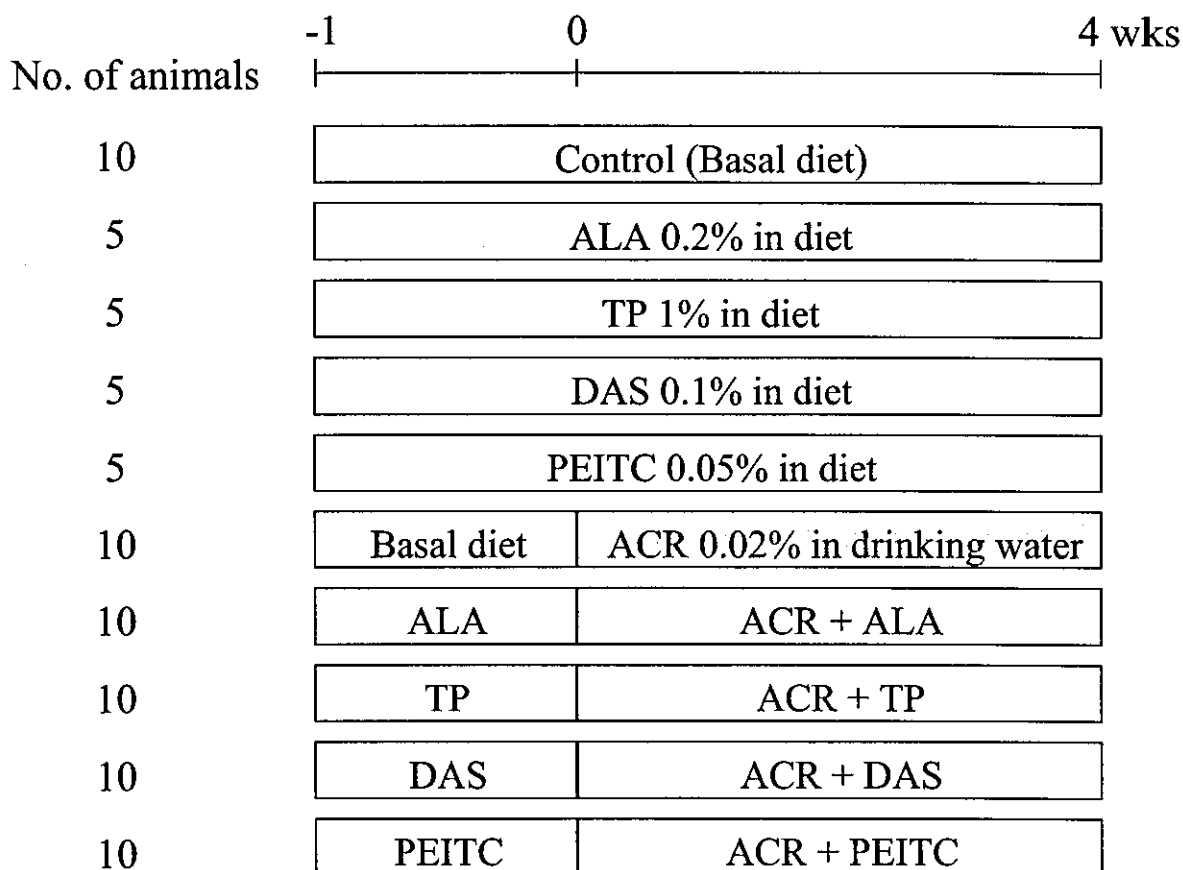 -1 0 4 wks
No. of animals
10 Control (Basal diet)
5 ALA 0.2% in diet
5 TP 1% in diet
5 DAS 0.1% in diet
5 PEITC 0.05% in diet
10 Basal diet ACR 0.02% in drinking water
10 ALA ACR + ALA
10 TP ACR + TP
10 DAS ACR + DAS
10 PEITC ACR + PEITC